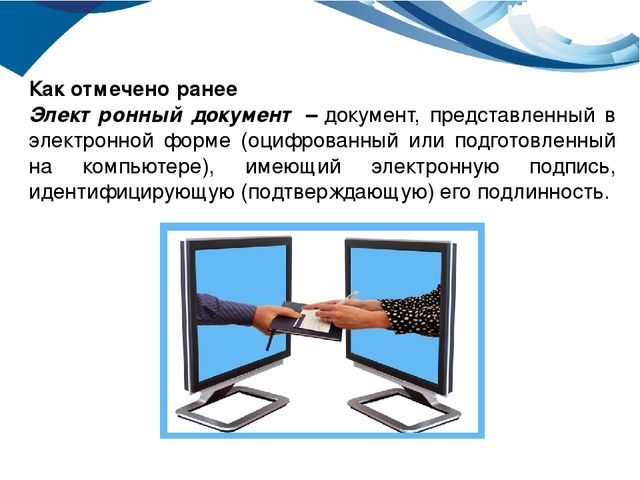 Как отмечено ранее
Элект ронный документ – документ, представленный в
электронной форме (оцифрованный или подготовленный
на компьютере), имеющий электронную подпись,
идентифицирующую (подтверждающую) его подлинность.